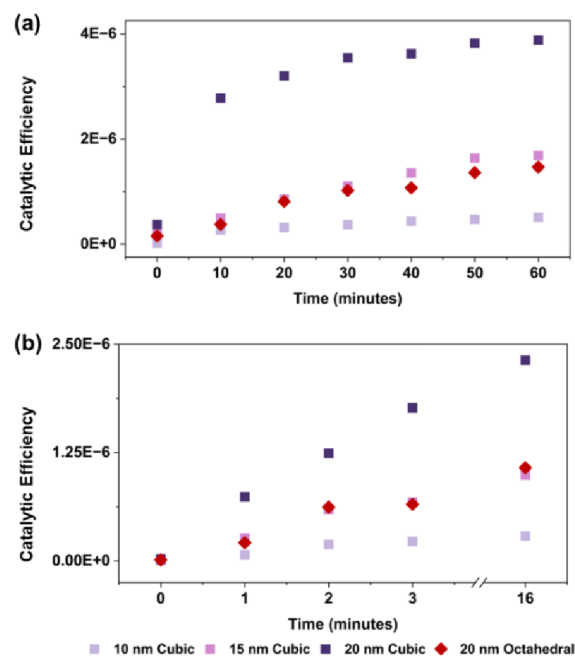 (a)
Catalytic Efficiency
4E−6
2E−6
0E+0
0 10 20 30 40 50 60
Time (minutes)
(b)
Catalytic Efficiency
2.50E−6
1.25E−6
0.00E+0
0 1 2 3 16
Time (minutes)
10 nm Cubic 15 nm Cubic 20 nm Cubic 20 nm Octahedral